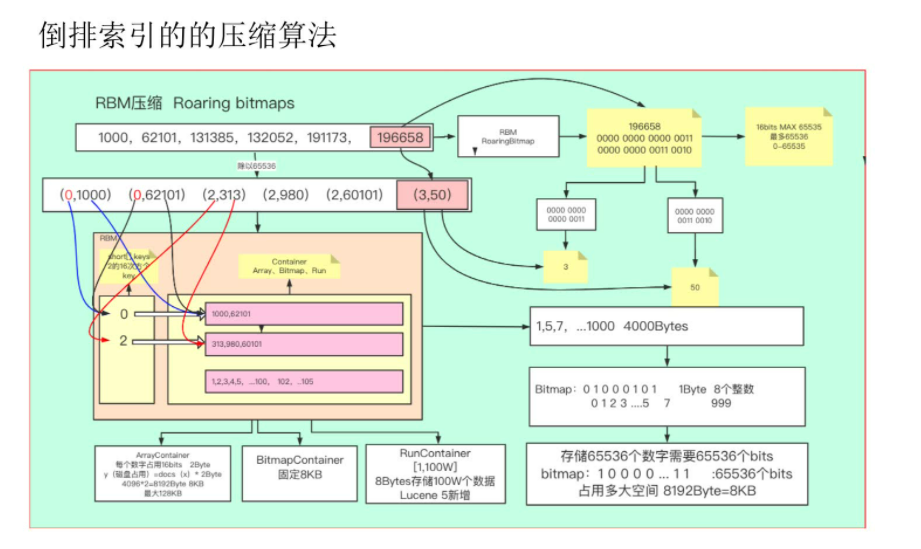 倒排索引的的压缩算法
RBM压缩 Roaring bitmaps
1000，62101，131385，132052，191173，
196658
RBM
RoaringBitmap
196658
0000 0000 0000 0011
0000 0000 0011 0010
16bits MAX 65535
最多65536
0-65535
除以65536
(0,1000) (0,62101) (2,313) (2,980) (2,60101) (3,50)
0000 0000
0000 0011
0000 0000
0011 0010
3
50
RBM
short[] keys
2的16次方个
key
Container
Array、Bitmap、Run
0
1000,62101
2
313,980,60101
1,2,3,4,5, ...100, 102, ..105
1,5,7, ...1000 4000Bytes
Bitmap：0 1 0 0 0 1 0 1 1Byte 8个整数
0 1 2 3 ....5 7 999
存储65536个数字需要65536个bits
bitmap：1 0 0 0 0 ... 1 1 :65536个bits
占用多大空间 8192Byte=8KB
ArrayContainer
每个数字占用16bits 2Byte
y（磁盘占用）=docs（x）* 2Byte
4096*2=8192Byte 8KB
最大128KB
BitmapContainer
固定8KB
RunContainer
[1,100W]
8Bytes存储100W个数据
Lucene 5新增